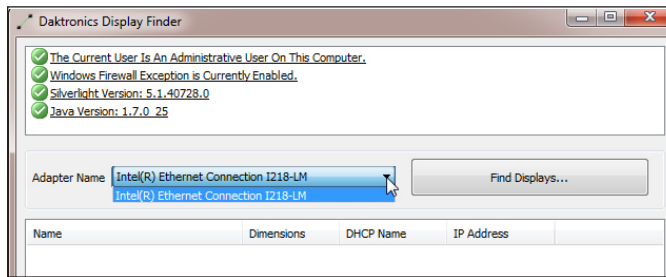 Daktronics Display Finder
The Current User Is An Administrative User On This Computer.
Windows Firewall Exception is Currently Enabled.
Silverlight Version: 5.1.40728.0
Java Version: 1.7.0_25
Adapter Name Intel(R) Ethernet Connection I218-LM Find Displays...
Intel(R) Ethernet Connection I218-LM
Name Dimensions DHCP Name IP Address